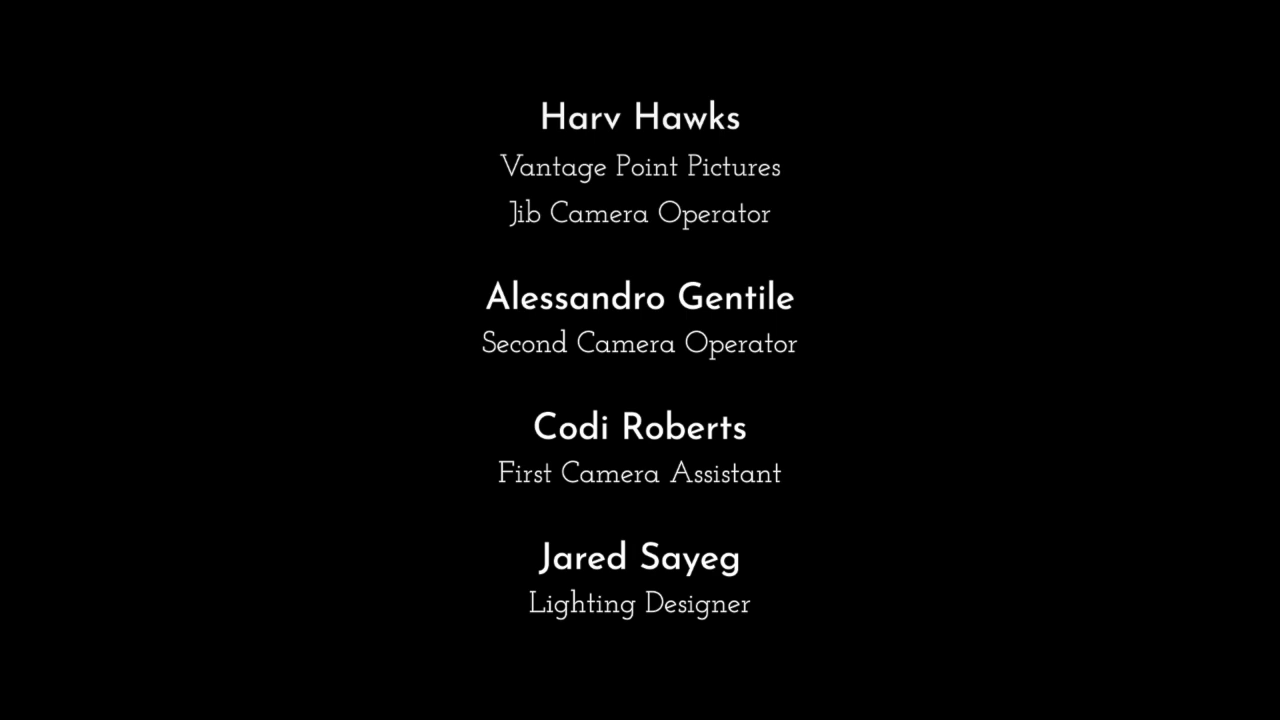 Harv Hawks
Vantage Point Pictures
Jib Camera Operator
Alessandro Gentile
Second Camera Operator
Codi Roberts
First Camera Assistant
Jared Sayeg
Lighting Designer